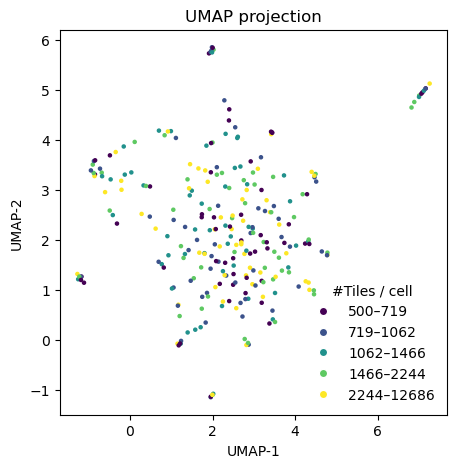 UMAP projection
6
5
4
3
2
1
0
−1
UMAP-2
#Tiles / cell
500–719
719–1062
1062–1466
1466–2244
2244–12686
0 2 4 6
UMAP-1